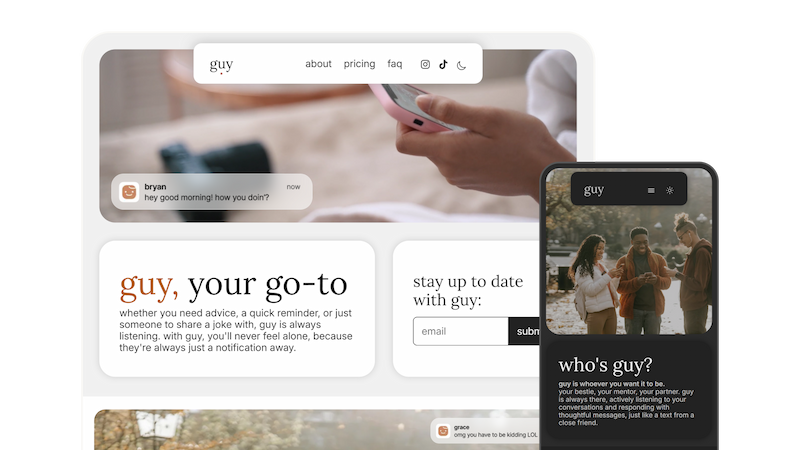 guy
about pricing faq
bryan
now
hey good morning! how you doin'?
guy, your go-to
whether you need advice, a quick reminder, or just
someone to share a joke with, guy is always
listening. with guy, you'll never feel alone, because
they're always just a notification away.
stay up to date
with guy:
email
subm
grace
omg you have to be kidding LOL
guy
who's guy?
guy is whoever you want it to be.
your bestie, your mentor, your partner. guy
is always there, actively listening to your
conversations and responding with
thoughtful messages, just like a text from a
close friend.